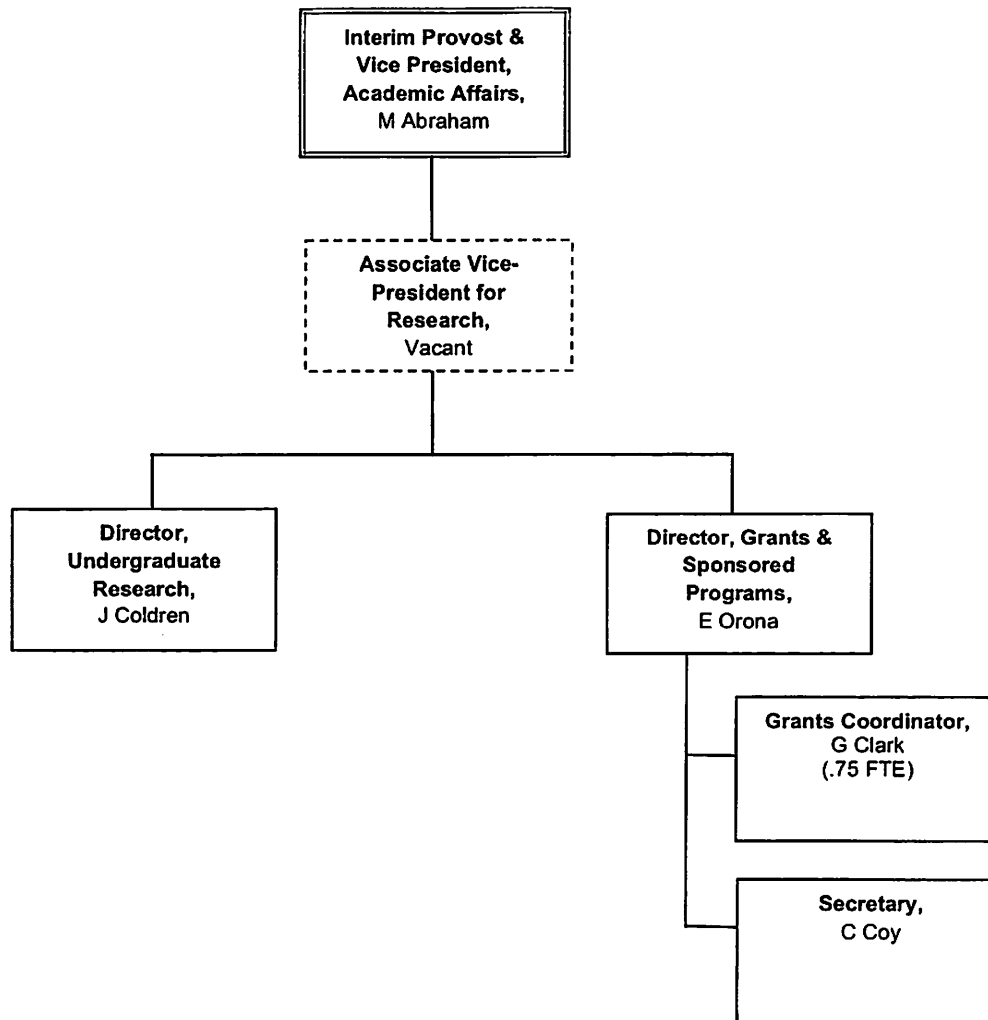 Interim Provost &
Vice President,
Academic Affairs,
M Abraham
Associate Vice-
President for
Research,
Vacant
Director,
Undergraduate
Research,
J Coldren
Director, Grants &
Sponsored
Programs,
E Orona
Grants Coordinator,
G Clark
(.75 FTE)
Secretary,
C Coy